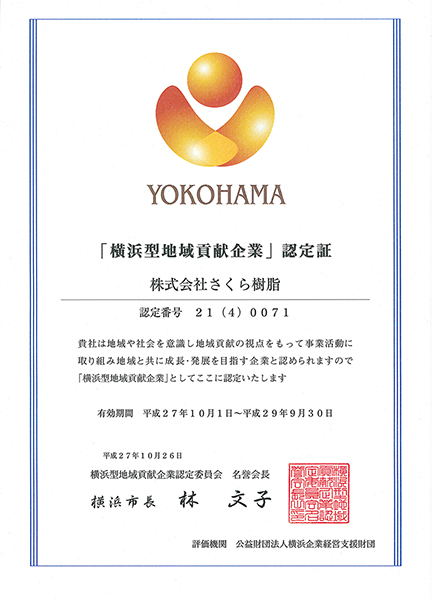 YOKOHAMA
「横浜型地域貢献企業」認定証
株式会社さくら樹脂
認定番号 21(4)0071
貴社は地域や社会を意識し地域貢献の視点をもって事業活動に
取り組み地域と共に成長・発展を目指す企業と認められますので
「横浜型地域貢献企業」としてここに認定いたします
有効期間 平成27年10月1日～平成29年9月30日
平成27年10月26日
横浜型地域貢献企業認定委員会 名誉会長
横浜市長 林 文子
評価機関 公益財団法人横浜企業経営支援財団